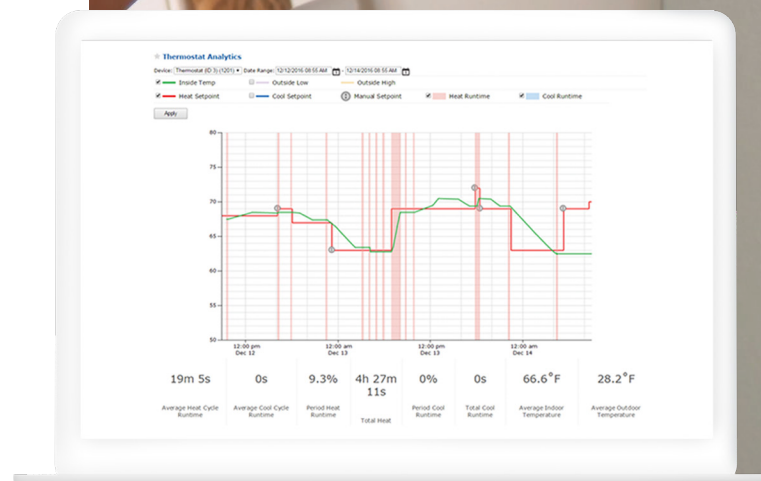 Thermostat Analytics
Device: Thermostat (ID 3) (1201) Date Range: 12/12/2016 08:55 AM - 12/14/2016 08:55 AM
Inside Temp Outside Low Outside High
Heat Setpoint Cool Setpoint Manual Setpoint Heat Runtime Cool Runtime
Apply
80
75
70
65
60
55
50
12:00 pm 12:00 am 12:00 pm 12:00 am
Dec 12 Dec 13 Dec 13 Dec 14
19m 5s 0s 9.3% 4h 27m 0% 0s 66.6°F 28.2°F
11s
Average Heat Cycle Average Cool Cycle Period Heat Period Cool Total Cool Average Indoor Average Outdoor
Runtime Runtime Runtime Runtime Runtime Temperature Temperature
Total Heat